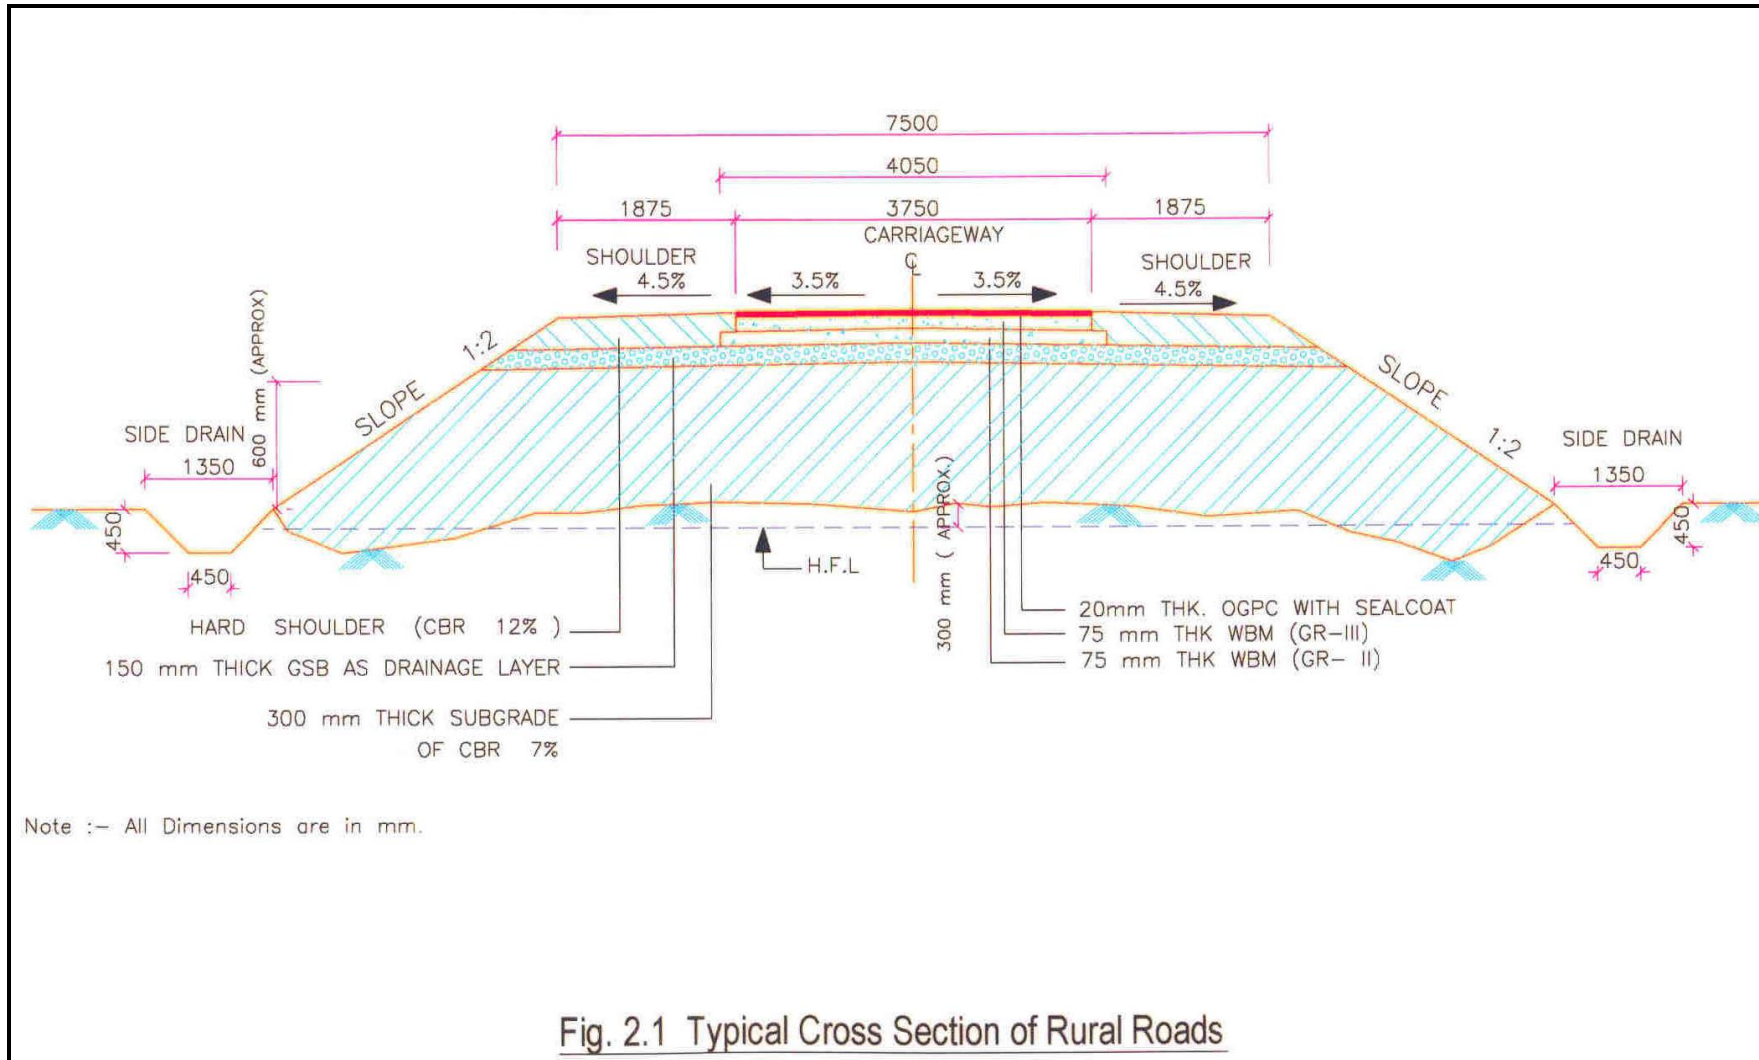 7500
4050
1875
3750
1875
CARRIAGEWAY
SHOULDER
℄
SHOULDER
4.5%
3.5%
3.5%
4.5%
1:2
SLOPE
600 mm (APPROX)
SLOPE
1:2
SIDE DRAIN
1350
SIDE DRAIN
1350
450
450
450
450
H.F.L
300 mm ( APPROX.)
20mm THK. OGPC WITH SEALCOAT
75 mm THK WBM (GR-III)
75 mm THK WBM (GR- II)
HARD SHOULDER (CBR 12% )
150 mm THICK GSB AS DRAINAGE LAYER
300 mm THICK SUBGRADE
OF CBR 7%
Note :- All Dimensions are in mm.
Fig. 2.1 Typical Cross Section of Rural Roads